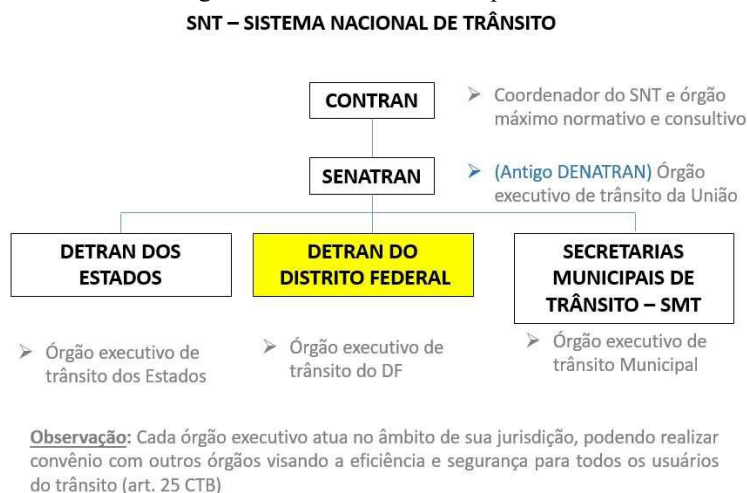 SNT – SISTEMA NACIONAL DE TRÂNSITO
CONTRAN
➢ Coordenador do SNT e órgão
máximo normativo e consultivo
SENATRAN
➢ (Antigo DENATRAN) Órgão
executivo de trânsito da União
DETRAN DOS
ESTADOS
DETRAN DO
DISTRITO FEDERAL
SECRETARIAS
MUNICIPAIS DE
TRÂNSITO – SMT
➢ Órgão executivo de
trânsito dos Estados
➢ Órgão executivo de
trânsito do DF
➢ Órgão executivo de
trânsito Municipal
Observação: Cada órgão executivo atua no âmbito de sua jurisdição, podendo realizar
convênio com outros órgãos visando a eficiência e segurança para todos os usuários
do trânsito (art. 25 CTB)